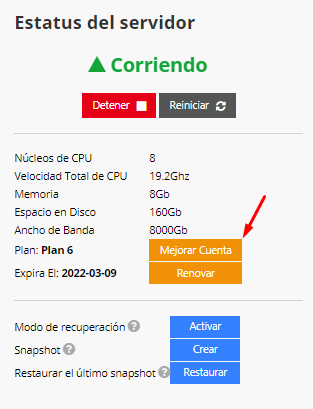 Estatus del servidor
Corriendo
Detener Reiniciar
Núcleos de CPU 8
Velocidad Total de CPU 19.2Ghz
Memoria 8Gb
Espacio en Disco 160Gb
Ancho de Banda 8000Gb
Plan: Plan 6 Mejorar Cuenta
Expira El: 2022-03-09 Renovar
Modo de recuperación ? Activar
Snapshot ? Crear
Restaurar el último snapshot ? Restaurar